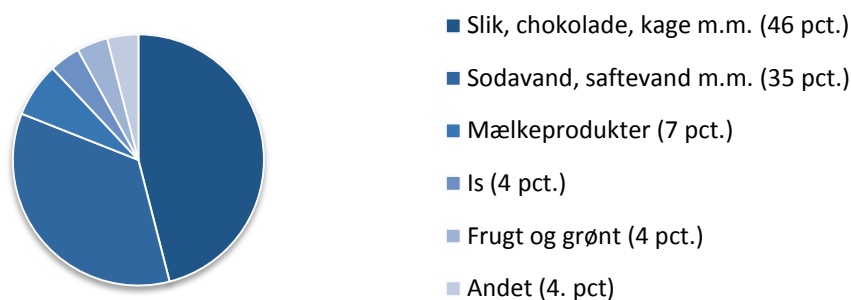 Slik, chokolade, kage m.m. (46 pct.)
Sodavand, saftevand m.m. (35 pct.)
Mælkeprodukter (7 pct.)
Is (4 pct.)
Frugt og grønt (4 pct.)
Andet (4. pct)